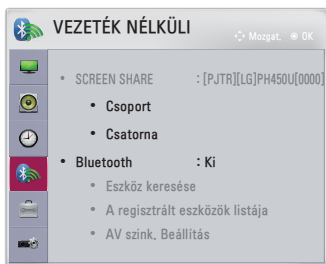 VEZETÉK NÉLKÜLI
Mozgat. OK
• SCREEN SHARE : [PJTR][LG]PH450U[0000]
• Csoport
• Csatorna
• Bluetooth : Ki
• Eszköz keresése
• A regisztrált eszközök listája
• AV szink. Beállítás